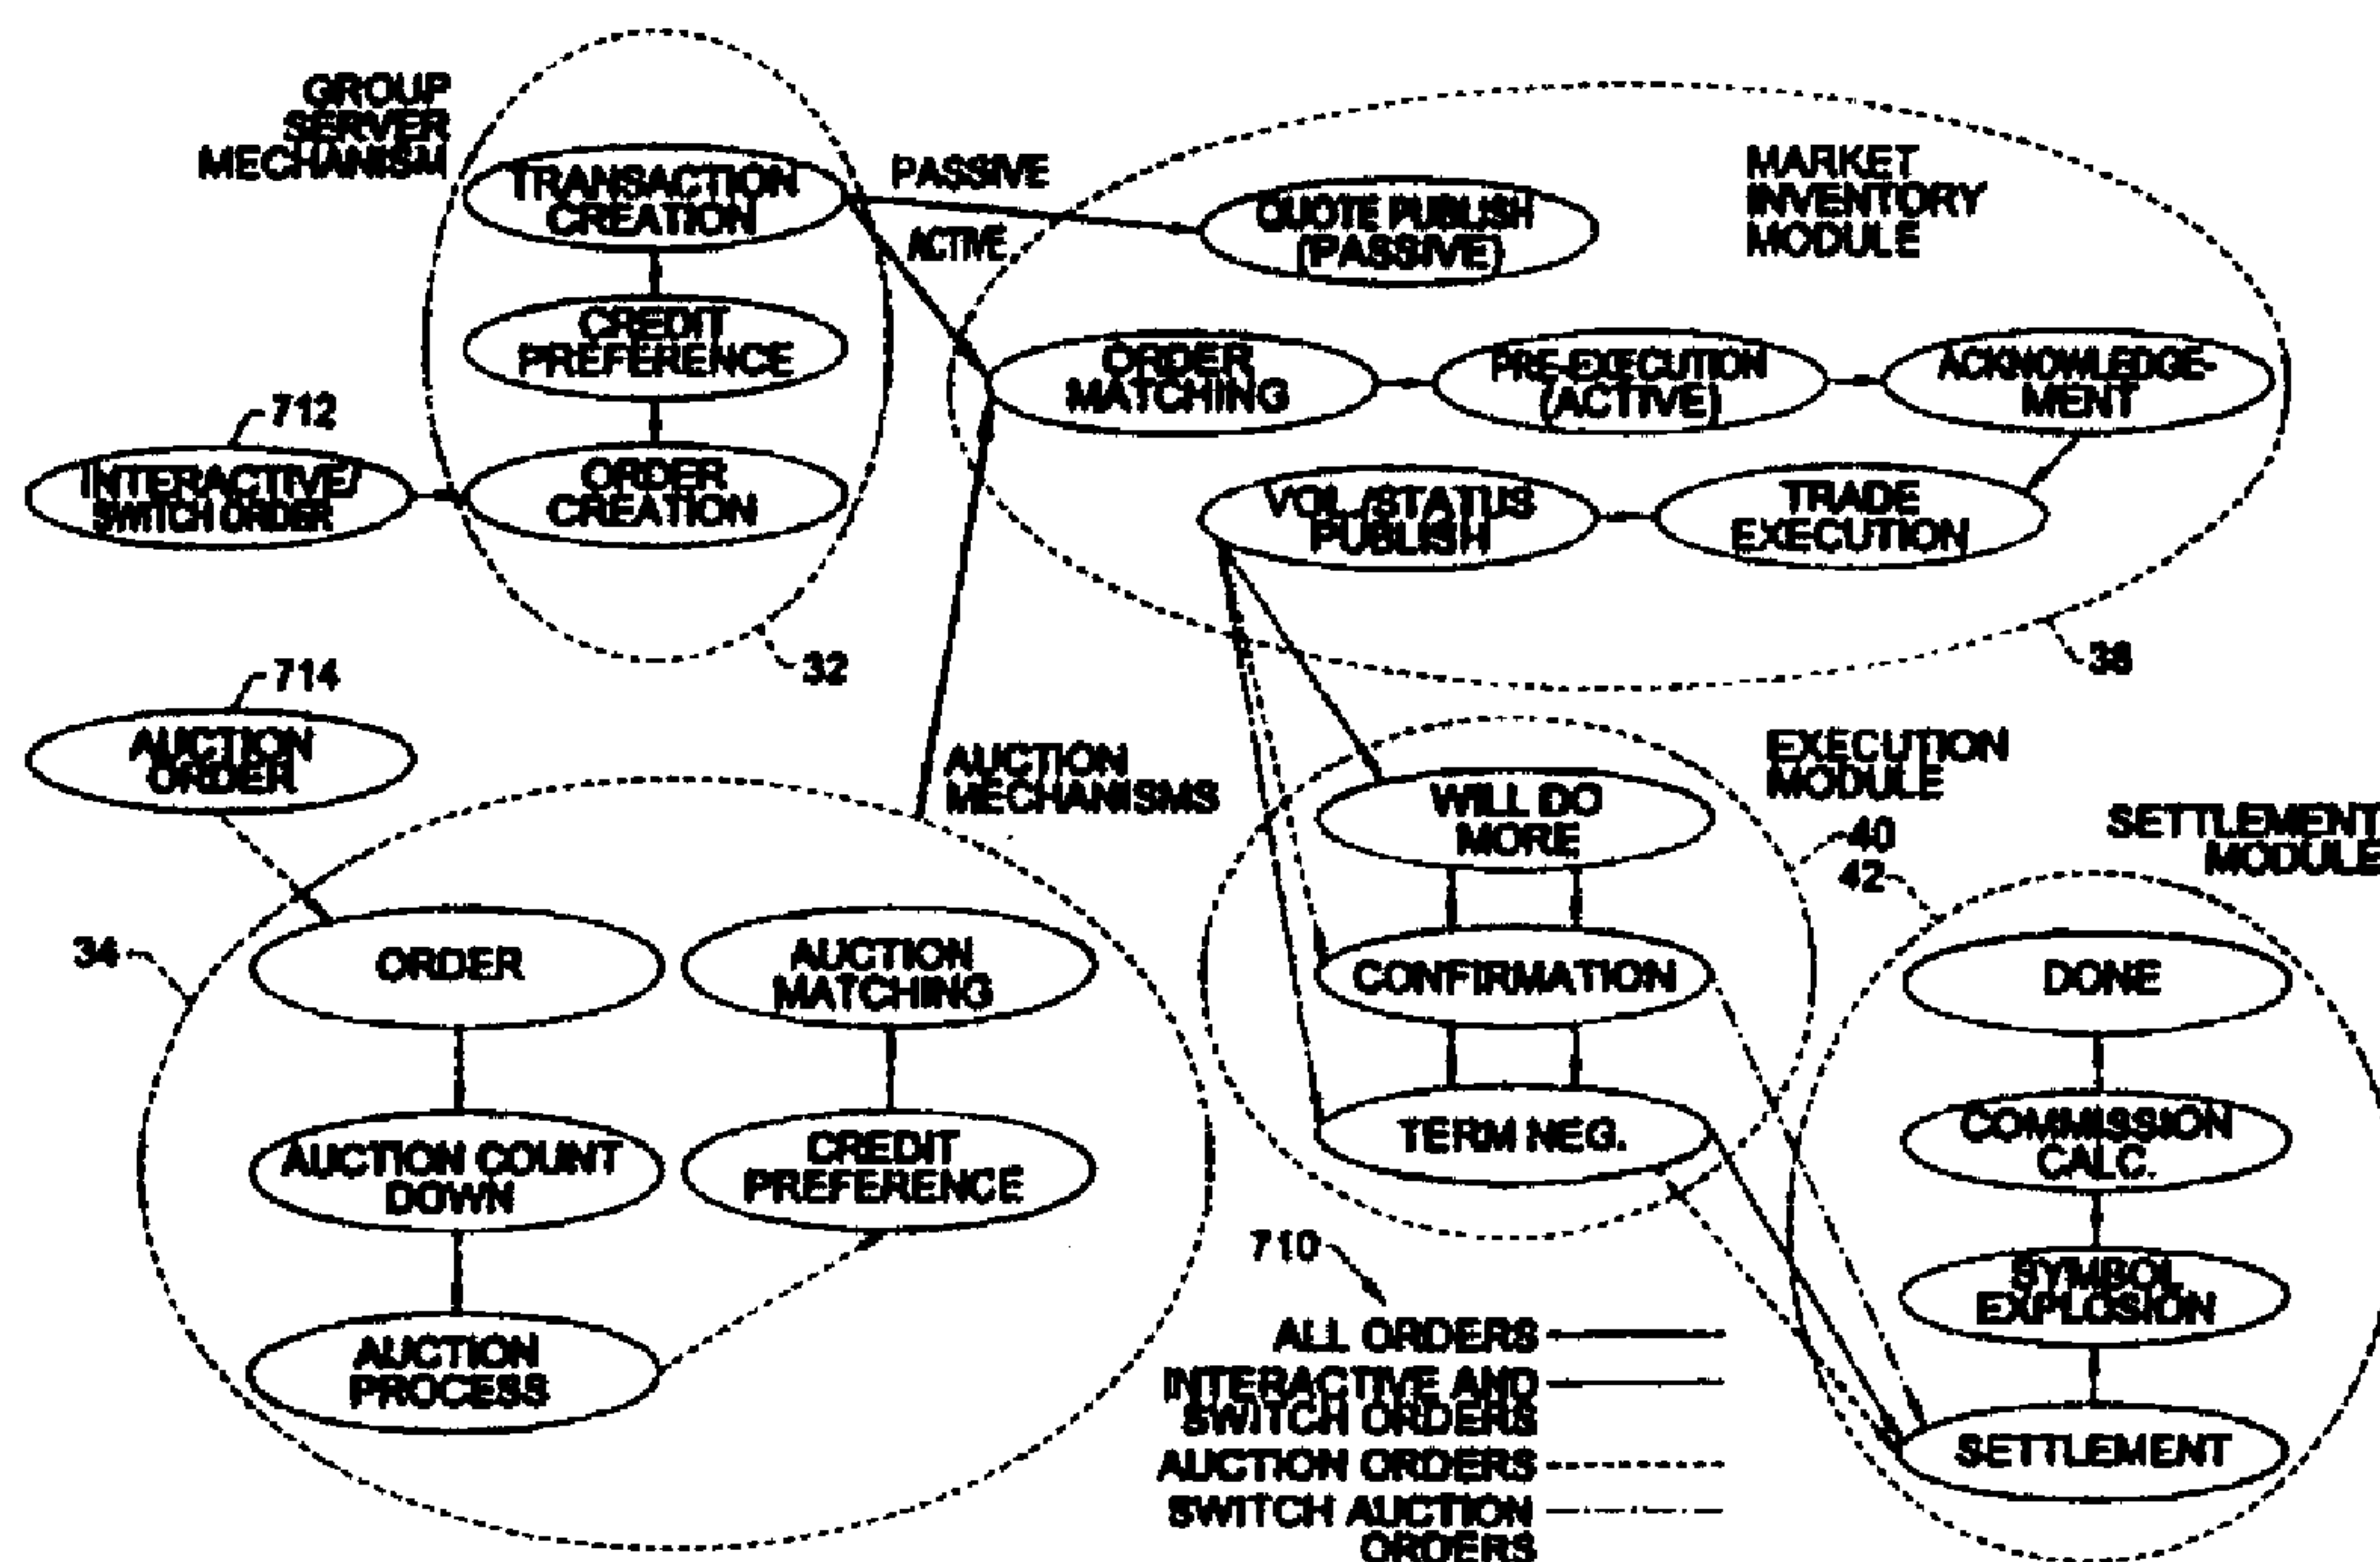 GROUP
SERVER
MECHANISM
TRANSACTION
CREATION
CREDIT
PREFERENCE
ORDER
CREATION
712
INTERACTIVE/
SWITCH ORDER
32
PASSIVE
ACTIVE
QUOTE PUBLISH
(PASSIVE)
MARKET
INVENTORY
MODULE
ORDER
MATCHING
PRE-EXECUTION
(ACTIVE)
ACKNOWLEDGE-
MENT
VOL./STATUS
PUBLISH
TRADE
EXECUTION
38
714
AUCTION
ORDER
AUCTION
MECHANISMS
34
ORDER
AUCTION
MATCHING
AUCTION COUNT
DOWN
CREDIT
PREFERENCE
AUCTION
PROCESS
EXECUTION
MODULE
40
WILL DO
MORE
CONFIRMATION
TERM NEG.
SETTLEMENT
MODULE
42
DONE
COMMISSION
CALC.
SYMBOL
EXPLOSION
SETTLEMENT
710
ALL ORDERS
INTERACTIVE AND
SWITCH ORDERS
AUCTION ORDERS
SWITCH AUCTION
ORDERS